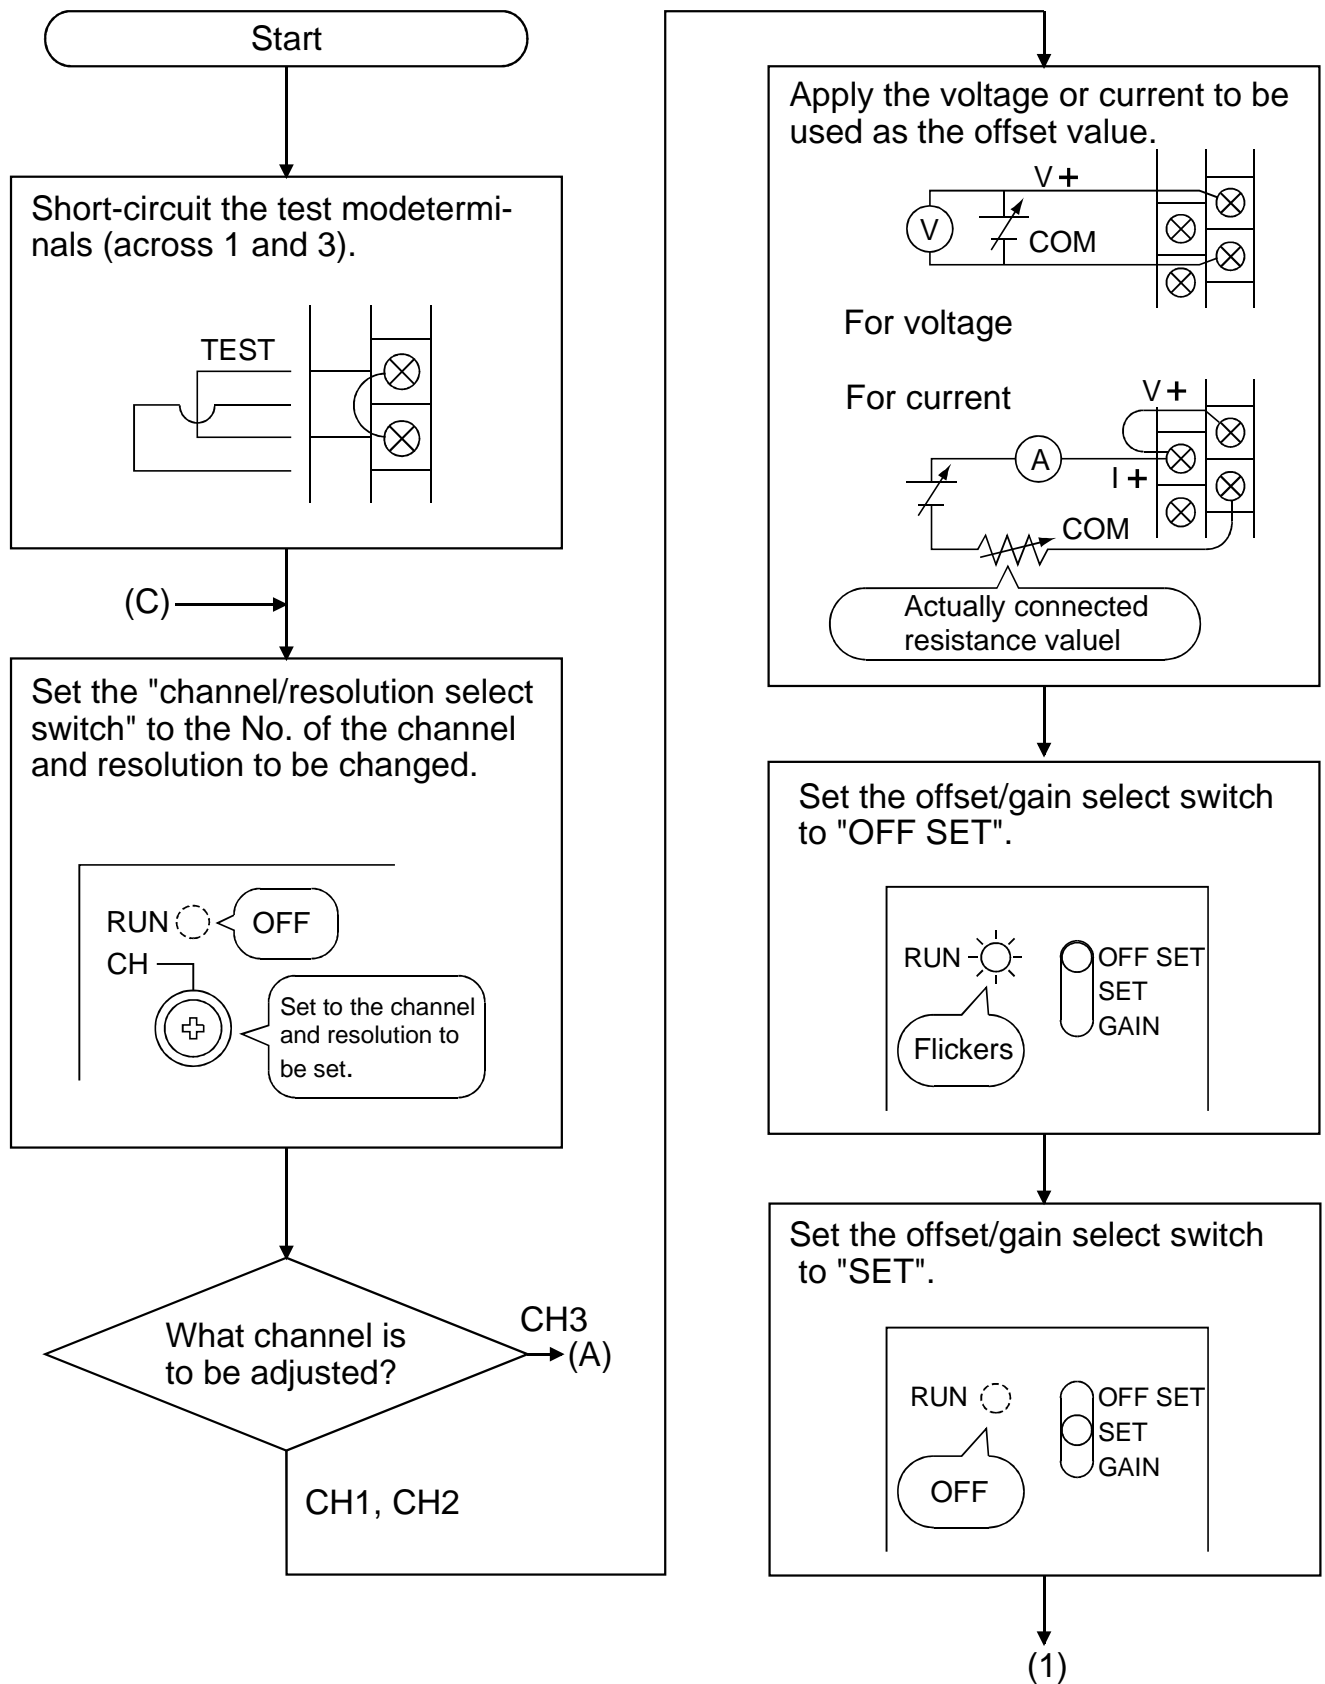 Start
Short-circuit the test modetermi-
nals (across 1 and 3).
TEST
(C)
Set the "channel/resolution select
switch" to the No. of the channel
and resolution to be changed.
RUN
OFF
CH
Set to the channel
and resolution to
be set.
What channel is
to be adjusted?
CH3
(A)
CH1, CH2
Apply the voltage or current to be
used as the offset value.
V +
V
COM
For voltage
For current
V +
A
I +
COM
Actually connected
resistance valuel
Set the offset/gain select switch
to "OFF SET".
RUN
OFF SET
SET
GAIN
Flickers
Set the offset/gain select switch
to "SET".
RUN
OFF SET
SET
GAIN
OFF
(1)